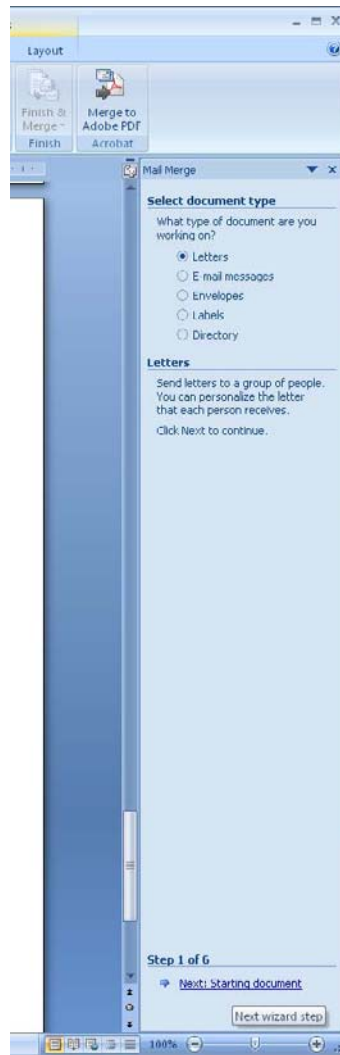 Layout
Finish &
Merge
Merge to
Adobe PDF
Finish
Acrobat
Mail Merge
Select document type
What type of document are you
working on?
Letters
E-mail messages
Envelopes
Labels
Directory
Letters
Send letters to a group of people.
You can personalize the letter
that each person receives.
Click Next to continue.
Step 1 of 6
Next: Starting document
Next wizard step
100%